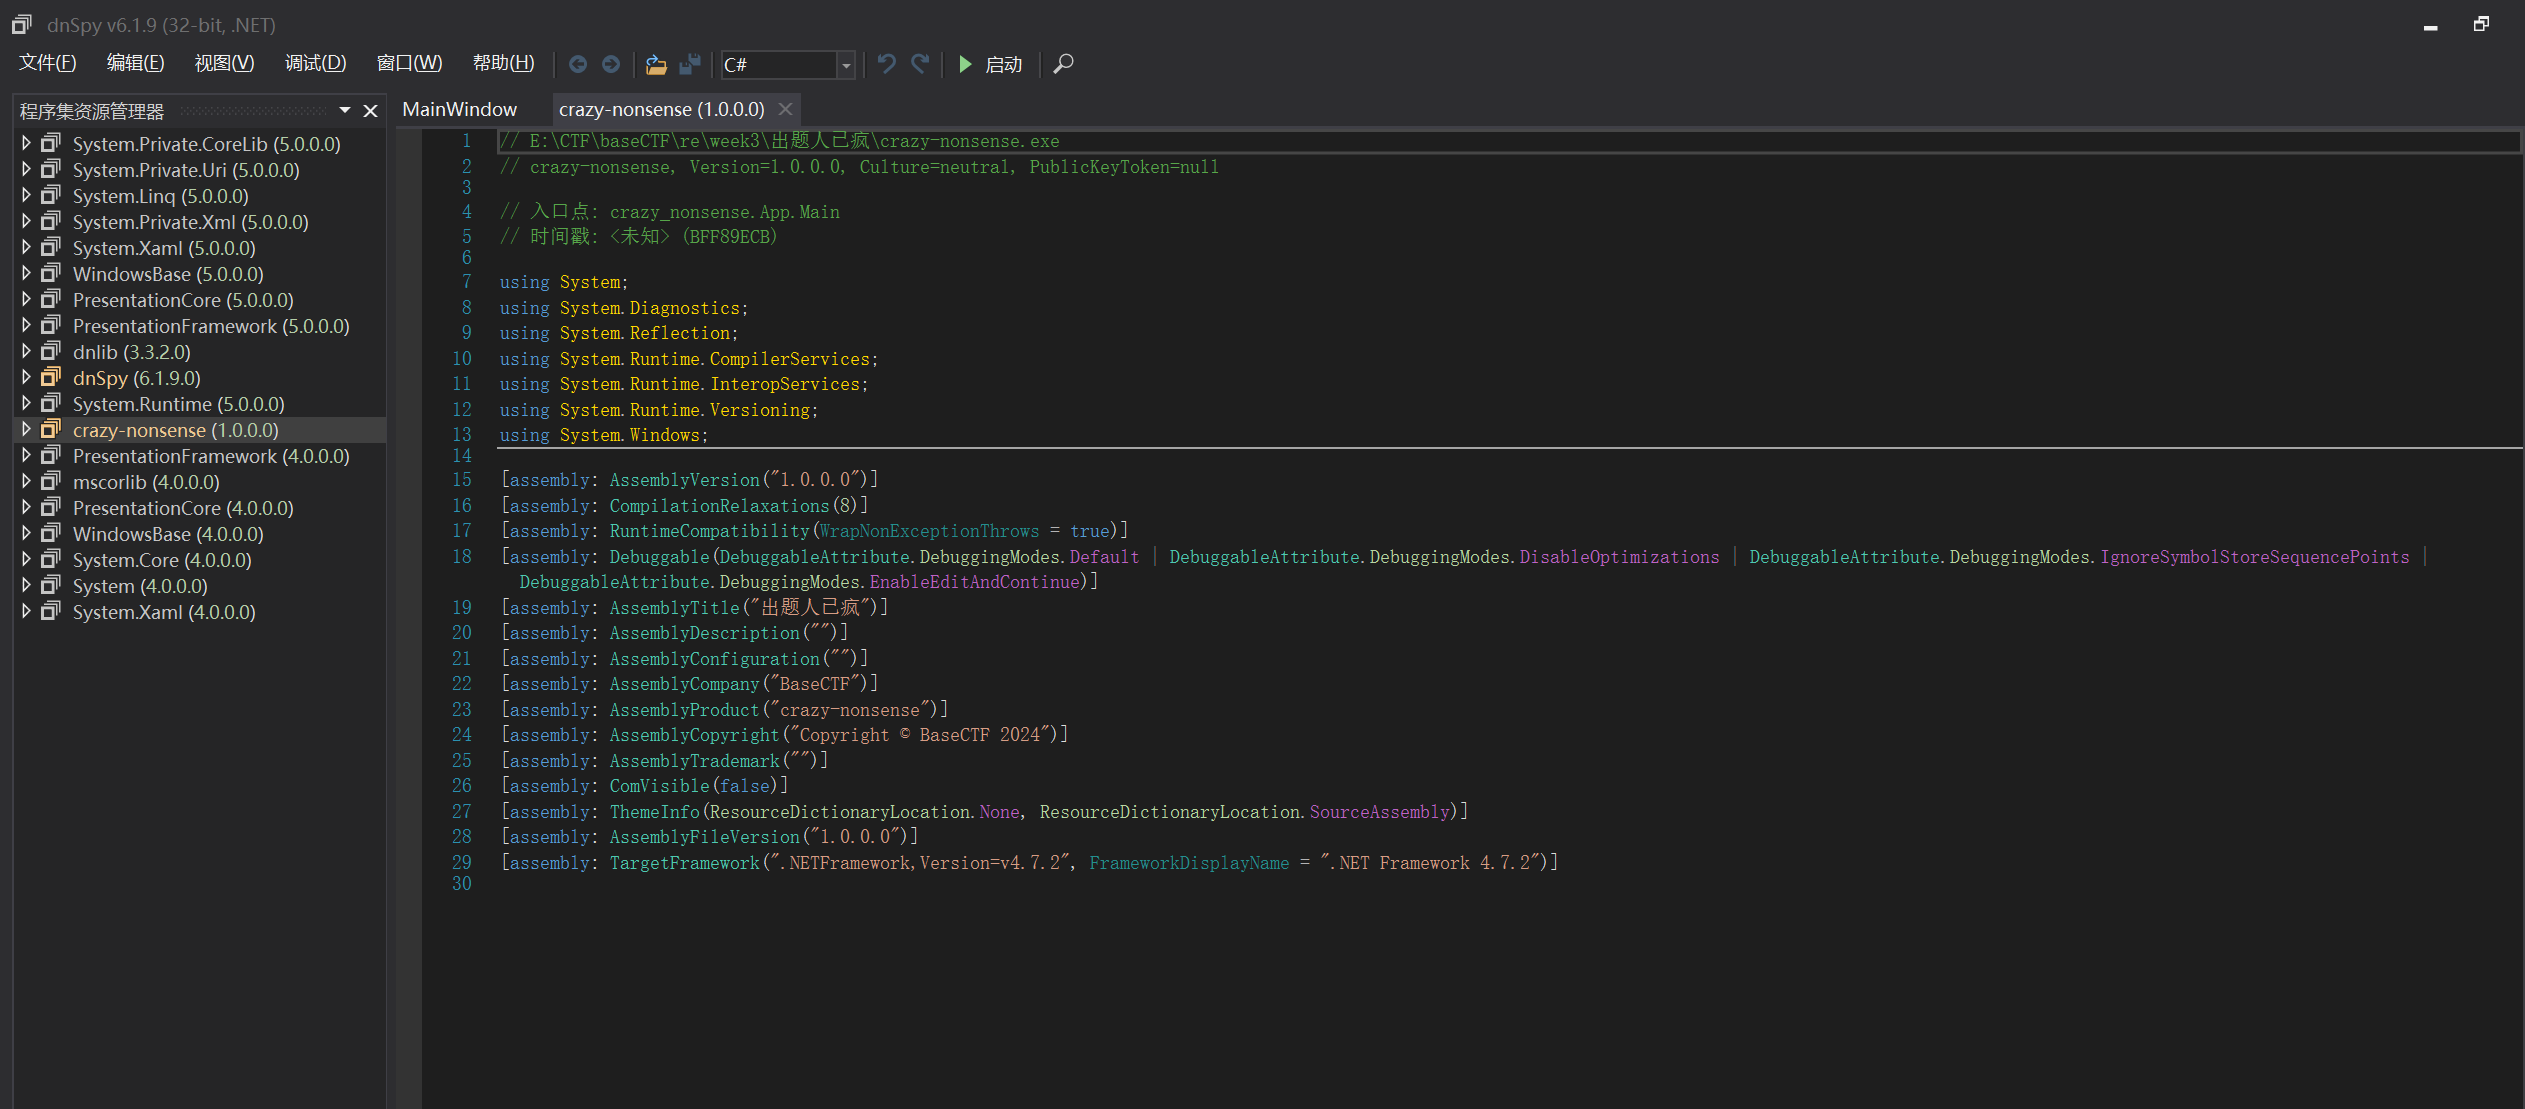 dnSpy v6.1.9 (32-bit, .NET)
文件(F) 编辑(E) 视图(V) 调试(D) 窗口(W) 帮助(H) C# 启动
程序集资源管理器
System.Private.CoreLib (5.0.0.0)
System.Private.Uri (5.0.0.0)
System.Linq (5.0.0.0)
System.Private.Xml (5.0.0.0)
System.Xaml (5.0.0.0)
WindowsBase (5.0.0.0)
PresentationCore (5.0.0.0)
PresentationFramework (5.0.0.0)
dnlib (3.3.2.0)
dnSpy (6.1.9.0)
System.Runtime (5.0.0.0)
crazy-nonsense (1.0.0.0)
PresentationFramework (4.0.0.0)
mscorlib (4.0.0.0)
PresentationCore (4.0.0.0)
WindowsBase (4.0.0.0)
System.Core (4.0.0.0)
System (4.0.0.0)
System.Xaml (4.0.0.0)
MainWindow crazy-nonsense (1.0.0.0)
1 // E:\CTF\baseCTF\re\week3\出题人已疯\crazy-nonsense.exe
2 // crazy-nonsense, Version=1.0.0.0, Culture=neutral, PublicKeyToken=null
3
4 // 入口点: crazy_nonsense.App.Main
5 // 时间戳: <未知> (BFF89ECB)
6
7 using System;
8 using System.Diagnostics;
9 using System.Reflection;
10 using System.Runtime.CompilerServices;
11 using System.Runtime.InteropServices;
12 using System.Runtime.Versioning;
13 using System.Windows;
14
15 [assembly: AssemblyVersion("1.0.0.0")]
16 [assembly: CompilationRelaxations(8)]
17 [assembly: RuntimeCompatibility(WrapNonExceptionThrows = true)]
18 [assembly: Debuggable(DebuggableAttribute.DebuggingModes.Default | DebuggableAttribute.DebuggingModes.DisableOptimizations | DebuggableAttribute.DebuggingModes.IgnoreSymbolStoreSequencePoints |
DebuggableAttribute.DebuggingModes.EnableEditAndContinue)]
19 [assembly: AssemblyTitle("出题人已疯")]
20 [assembly: AssemblyDescription("")]
21 [assembly: AssemblyConfiguration("")]
22 [assembly: AssemblyCompany("BaseCTF")]
23 [assembly: AssemblyProduct("crazy-nonsense")]
24 [assembly: AssemblyCopyright("Copyright © BaseCTF 2024")]
25 [assembly: AssemblyTrademark("")]
26 [assembly: ComVisible(false)]
27 [assembly: ThemeInfo(ResourceDictionaryLocation.None, ResourceDictionaryLocation.SourceAssembly)]
28 [assembly: AssemblyFileVersion("1.0.0.0")]
29 [assembly: TargetFramework(".NETFramework,Version=v4.7.2", FrameworkDisplayName = ".NET Framework 4.7.2")]
30